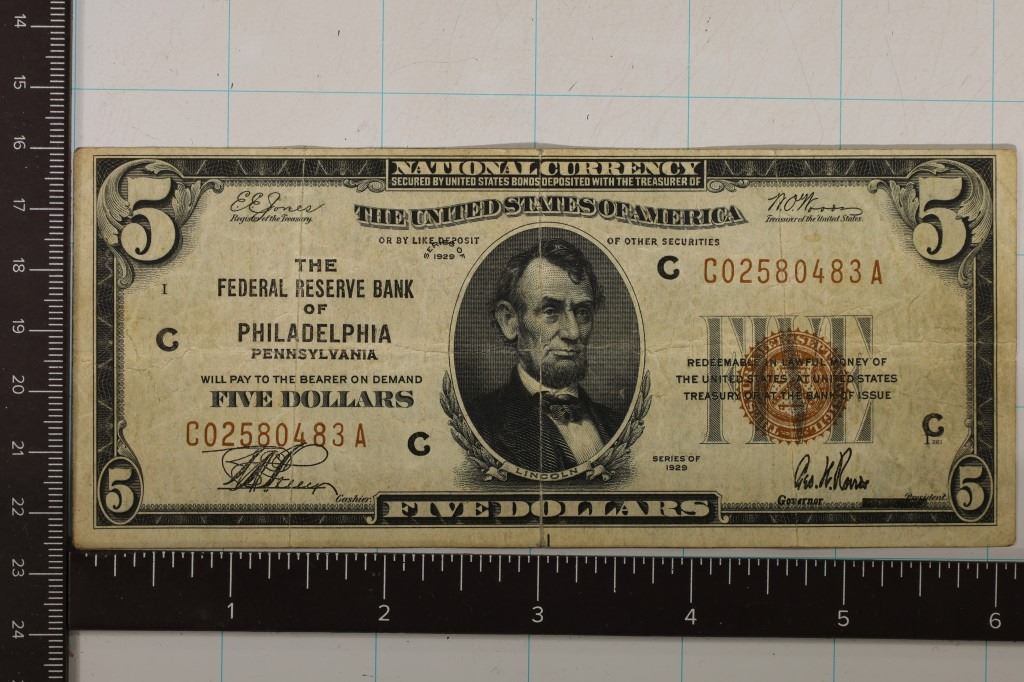 14
15
16
17
18
19
20
21
22
23
24
NATIONAL CURRENCY
SECURED BY UNITED STATES BONDS DEPOSITED WITH THE TREASURER OF
THE UNITED STATES OF AMERICA
OR BY LIKE DEPOSIT OF OTHER SECURITIES
5
5
E.E. Jones
Register of the Treasury.
Treasurer of the United States.
SERIES OF
1929
THE
FEDERAL RESERVE BANK
OF
PHILADELPHIA
PENNSYLVANIA
I
C
WILL PAY TO THE BEARER ON DEMAND
FIVE DOLLARS
C02580483A
C
Cashier.
LINCOLN
C C02580483A
FIVE
REDEEMABLE IN LAWFUL MONEY OF
THE UNITED STATES AT UNITED STATES
TREASURY OR AT THE BANK OF ISSUE
SERIES OF
1929
C
Governor
President.
5
FIVE DOLLARS
5
1 2 3 4 5 6